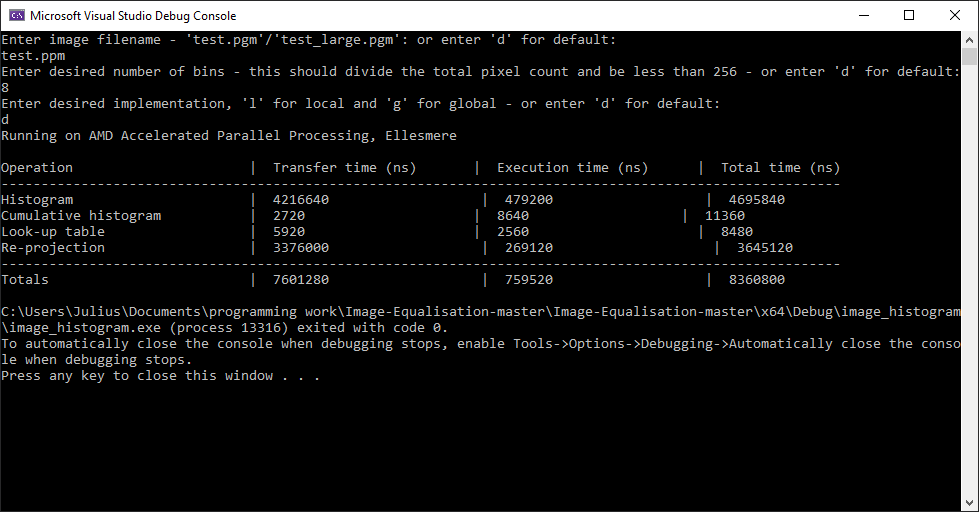 Microsoft Visual Studio Debug Console
Enter image filename - 'test.pgm'/'test_large.pgm': or enter 'd' for default:
test.ppm
Enter desired number of bins - this should divide the total pixel count and be less than 256 - or enter 'd' for default:
8
Enter desired implementation, 'l' for local and 'g' for global - or enter 'd' for default:
d
Running on AMD Accelerated Parallel Processing, Ellesmere
Operation | Transfer time (ns) | Execution time (ns) | Total time (ns)
---------------------------------------------------------------------------------------------------------
Histogram | 4216640 | 479200 | 4695840
Cumulative histogram | 2720 | 8640 | 11360
Look-up table | 5920 | 2560 | 8480
Re-projection | 3376000 | 269120 | 3645120
---------------------------------------------------------------------------------------------------------
Totals | 7601280 | 759520 | 8360800
C:\Users\Julius\Documents\programming work\Image-Equalisation-master\Image-Equalisation-master\x64\Debug\image_histogram
\image_histogram.exe (process 13316) exited with code 0.
To automatically close the console when debugging stops, enable Tools->Options->Debugging->Automatically close the conso
le when debugging stops.
Press any key to close this window . . .